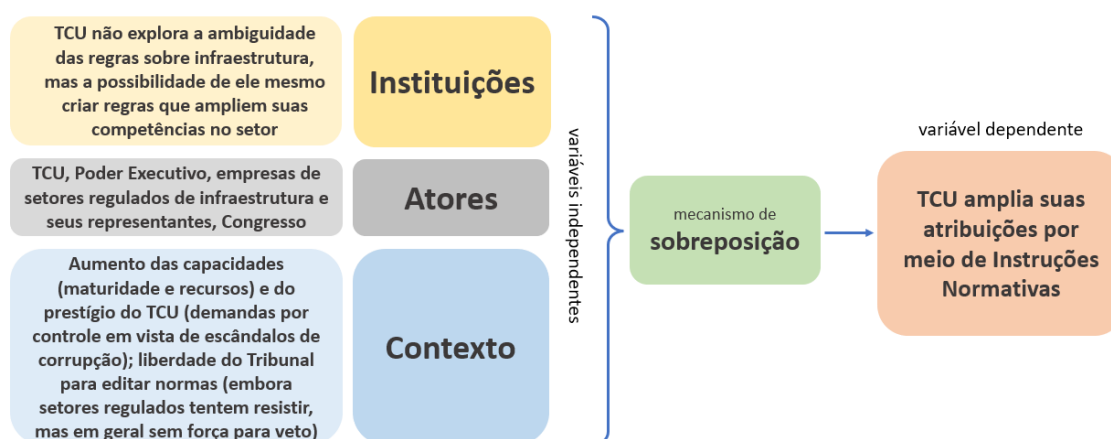 TCU não explora a ambiguidade
das regras sobre infraestrutura,
mas a possibilidade de ele mesmo
criar regras que ampliem suas
competências no setor
Instituições
TCU, Poder Executivo, empresas de
setores regulados de infraestrutura e
seus representantes, Congresso
Atores
Aumento das capacidades
(maturidade e recursos) e do
prestígio do TCU (demandas por
controle em vista de escândalos de
corrupção); liberdade do Tribunal
para editar normas (embora
setores regulados tentem resistir,
mas em geral sem força para veto)
Contexto
variáveis independentes
mecanismo de
sobreposição
variável dependente
TCU amplia suas
atribuições por
meio de Instruções
Normativas